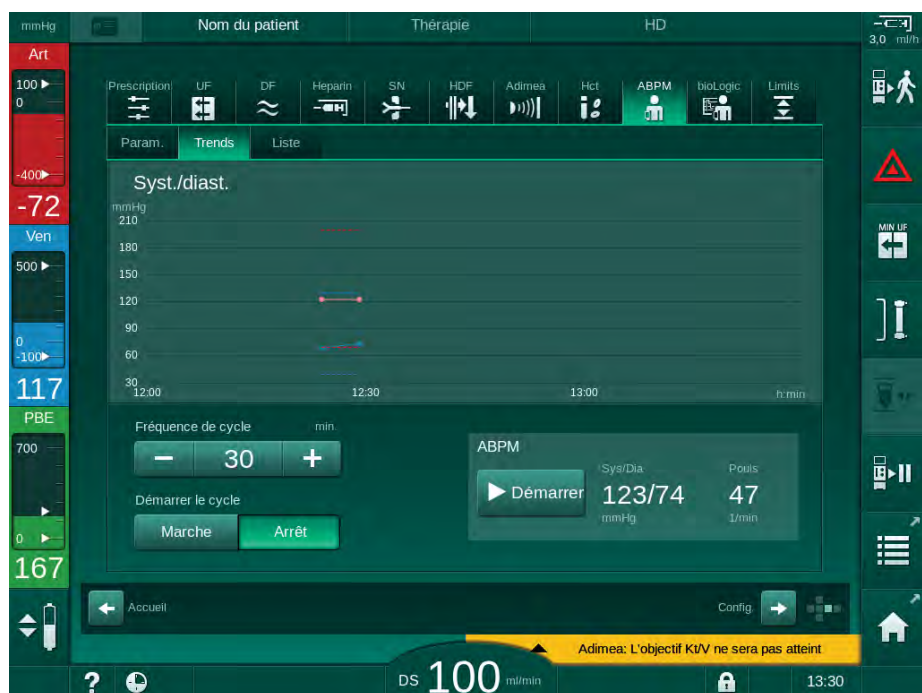 mmHg
Nom du patient
Thérapie
HD
3,0 ml/h
Art
100
0
-400
-72
Ven
500
0
-100
117
PBE
700
0
167
Prescription
UF
DF
Heparin
SN
HDF
Adimea
Hct
ABPM
bioLogic
Limits
Param.
Trends
Liste
Syst./diast.
mmHg
210
180
150
120
90
60
30
12:00
12:30
13:00
h:min
Fréquence de cycle
min.
30
Démarrer le cycle
Marche
Arrêt
ABPM
Démarrer
Sys/Dia
123/74
mmHg
Pouls
47
1/min
MIN UF
Accueil
Config.
Adimea: L'objectif Kt/V ne sera pas atteint
?
DS 100 ml/min
13:30